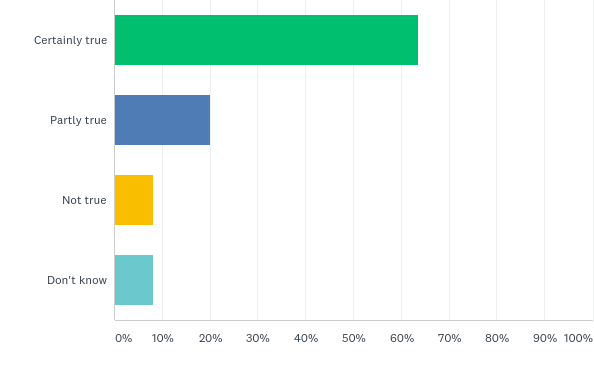 Certainly true
Partly true
Not true
Don't know
0% 10% 20% 30% 40% 50% 60% 70% 80% 90% 100%